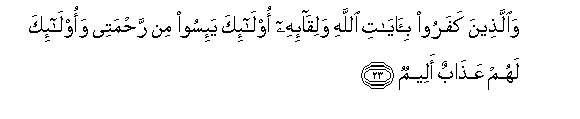 وَٱلَّذِينَ كَفَرُوا۟ بِـَٔايَـٰتِ ٱللَّهِ وَلِقَآئِهِۦٓ أُو۟لَـٰٓئِكَ يَئِسُوا۟ مِن رَّحْمَتِى وَأُو۟لَـٰٓئِكَ
لَهُمْ عَذَابٌ أَلِيمٌ ﴿٢٣﴾